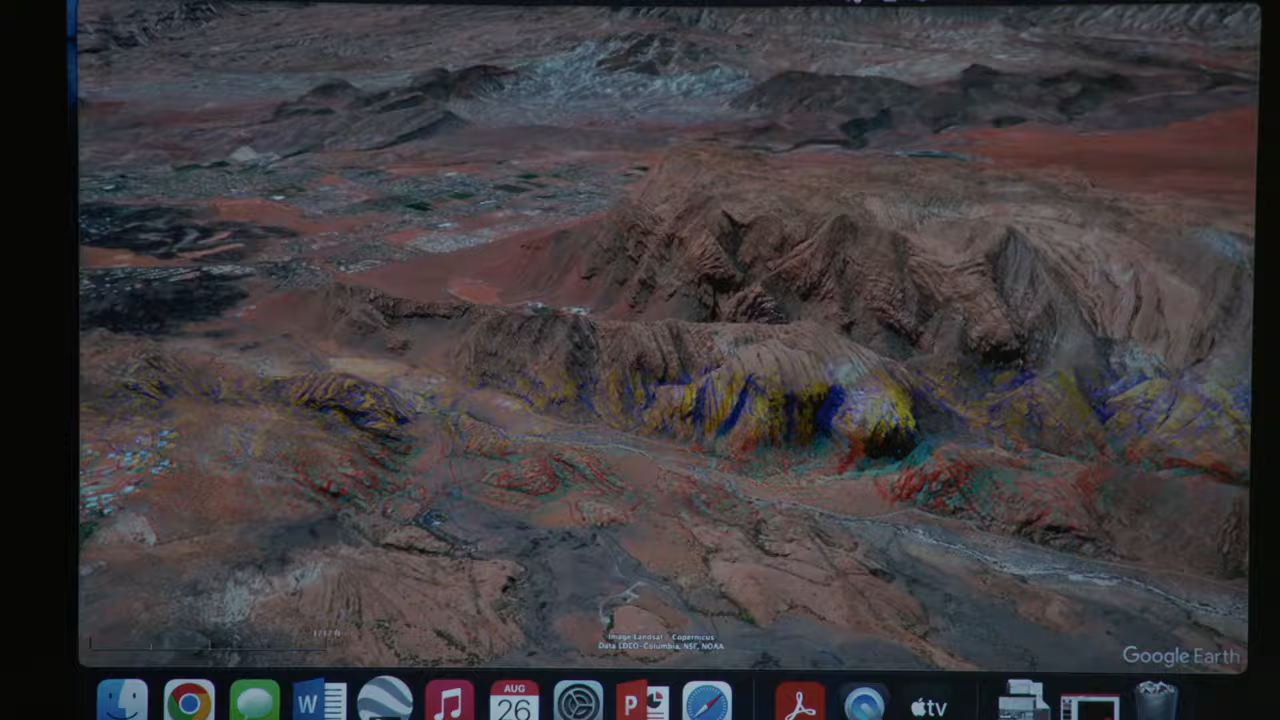 Image Landsat / Copernicus
Data LDEO-Columbia, NSF, NOAA
Google Earth
W
AUG
26
P
tv